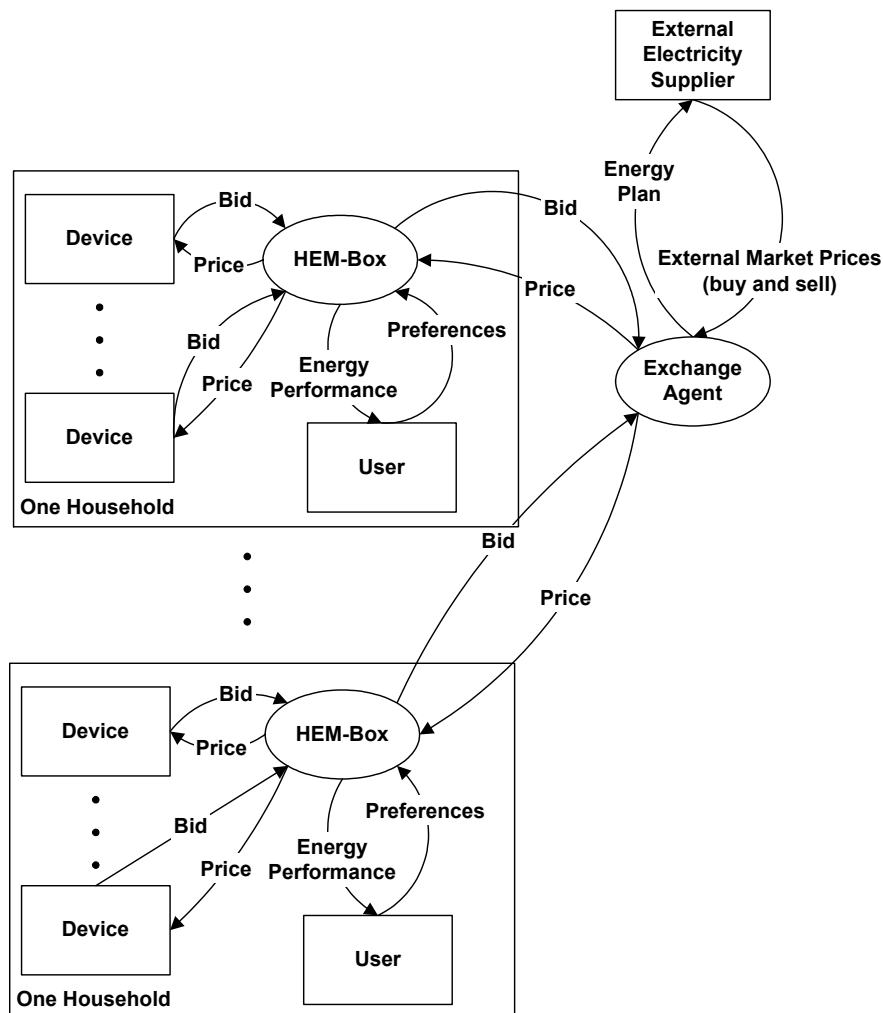 External
Electricity
Supplier
Energy
Plan
External Market Prices
(buy and sell)
Exchange
Agent
Bid
Price
Device
Bid
Price
HEM-Box
Bid
Price
Device
Preferences
Energy
Performance
User
One Household
Bid
Price
Device
Bid
Price
HEM-Box
Bid
Price
Device
Preferences
Energy
Performance
User
One Household